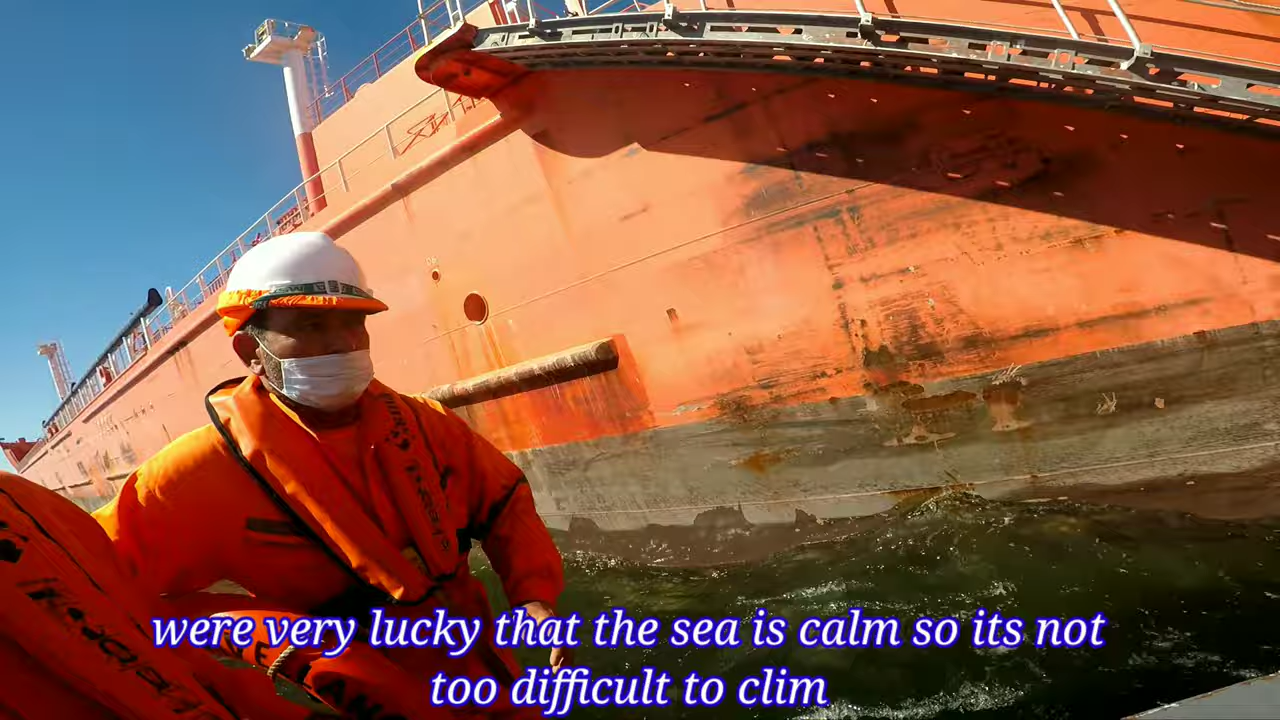 were very lucky that the sea is calm so its not
too difficult to clim